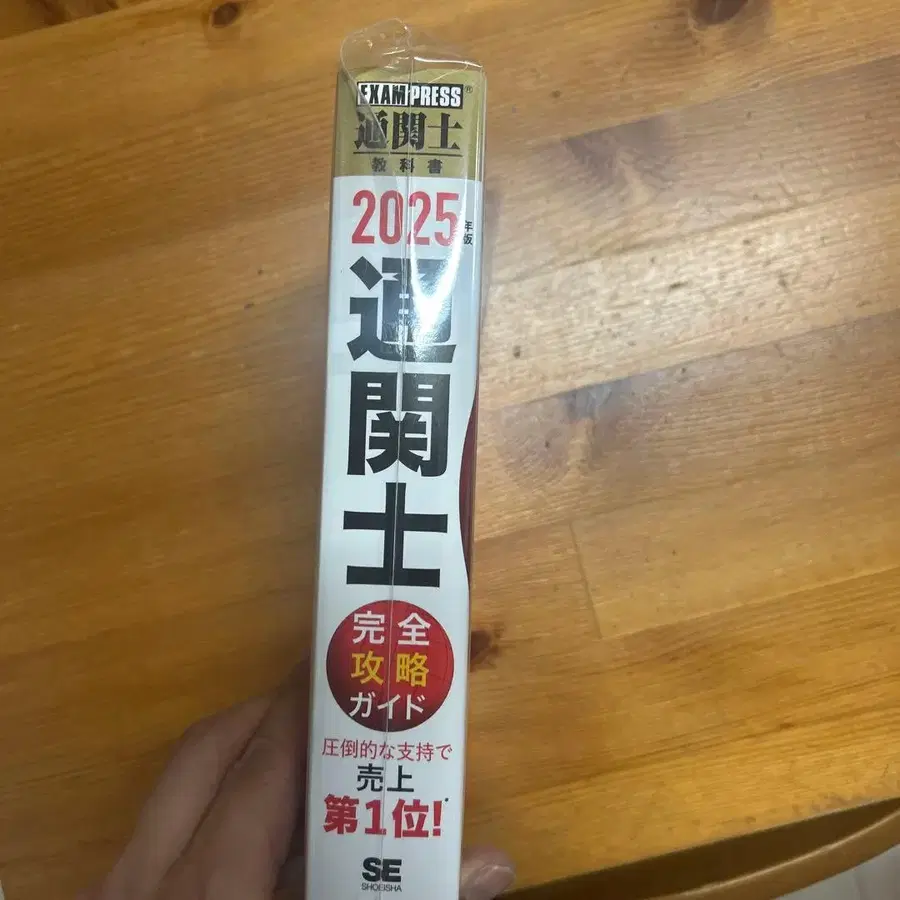 EXAMPRESS®
通関士
教科書
2025年版
通関士
完全
攻略
ガイド
圧倒的な支持で
売上
第1位!
SE
SHOEISHA